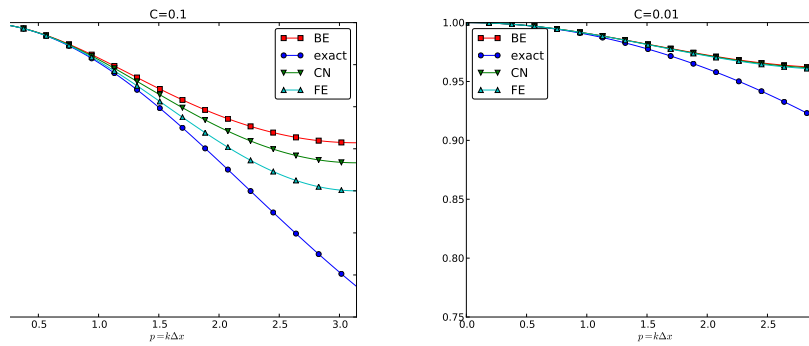 C=0.1
BE
exact
CN
FE
0.5 1.0 1.5 2.0 2.5 3.0
p=kΔx
C=0.01
1.00
0.95
0.90
0.85
0.80
0.75
BE
exact
CN
FE
0.0 0.5 1.0 1.5 2.0 2.5
p=kΔx